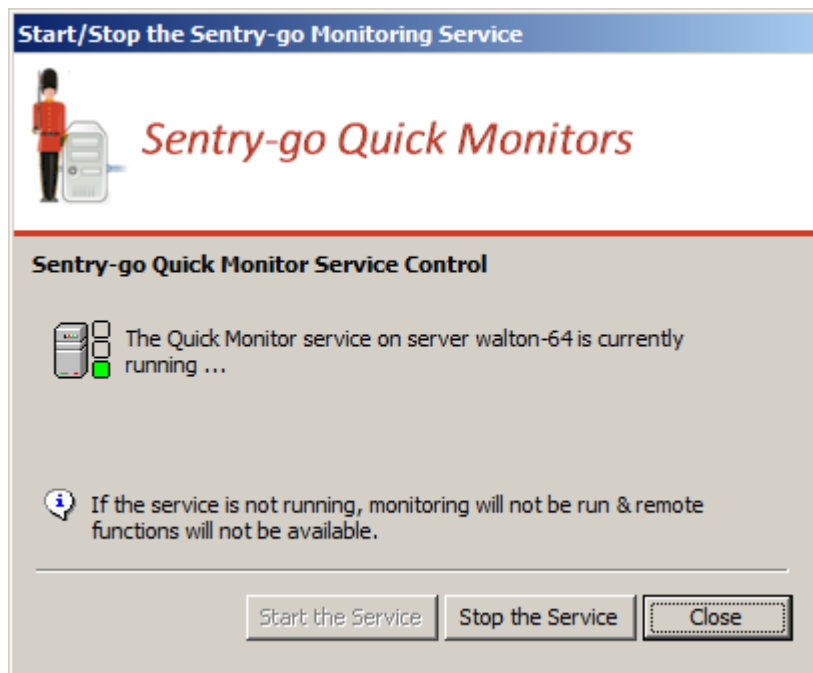 Start/Stop the Sentry-go Monitoring Service
Sentry-go Quick Monitors
Sentry-go Quick Monitor Service Control
The Quick Monitor service on server walton-64 is currently
running ...
If the service is not running, monitoring will not be run & remote
functions will not be available.
Start the Service
Stop the Service
Close